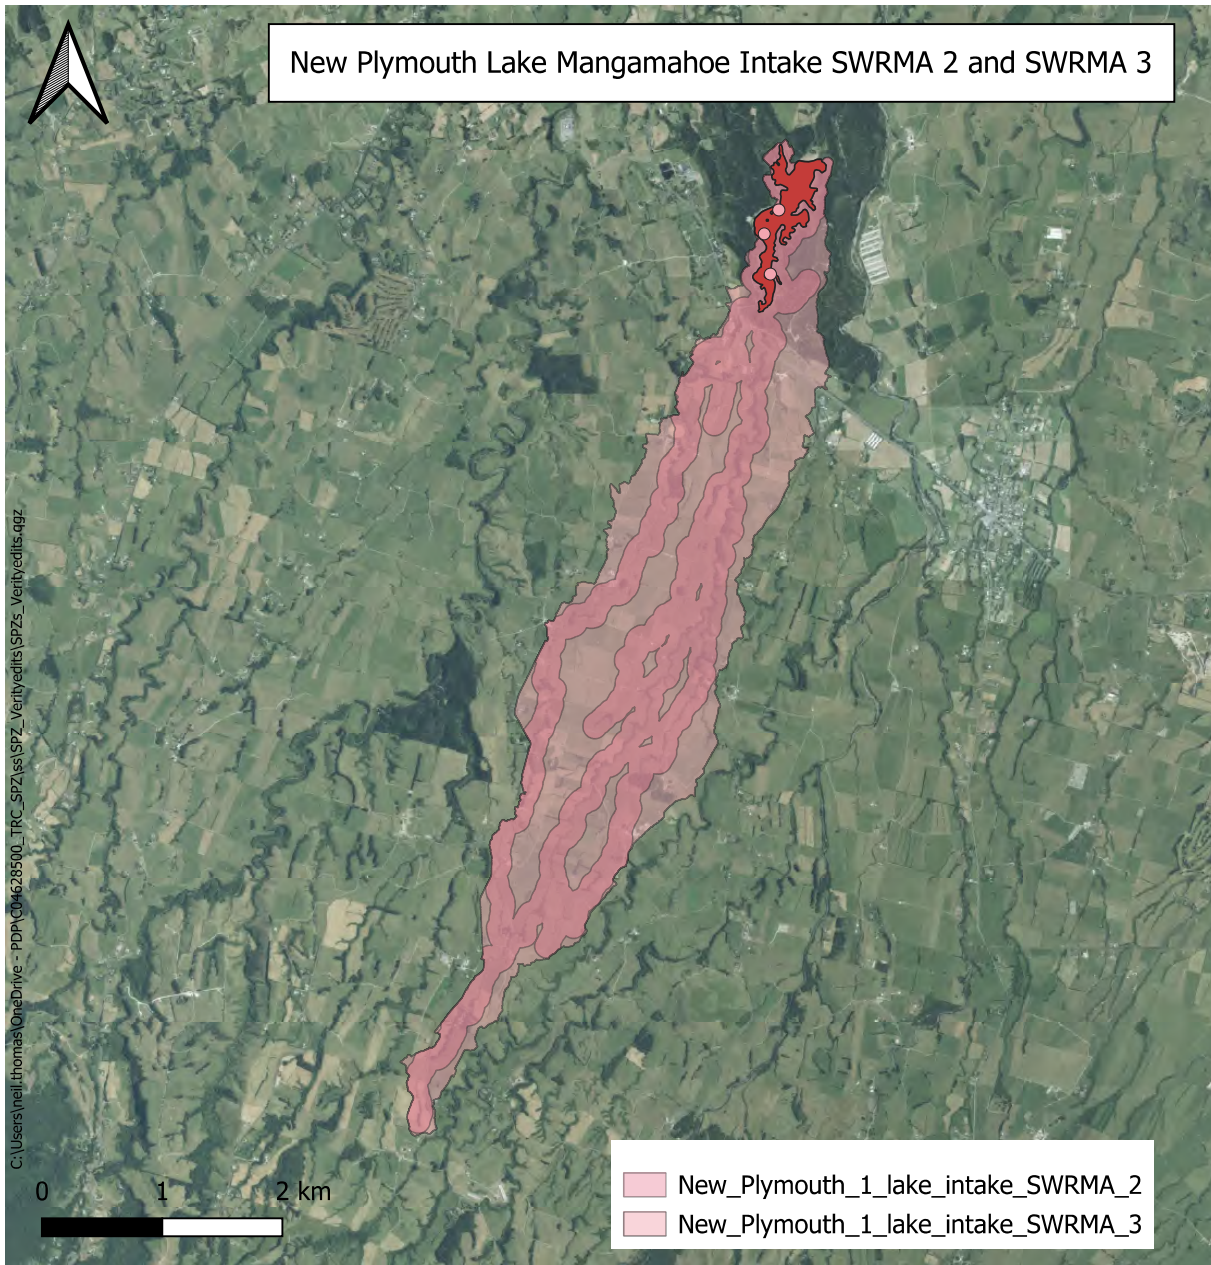 New Plymouth Lake Mangamahoe Intake SWRMA 2 and SWRMA 3
C:\Users\neil.thomas\OneDrive - PDP\C04628500_TRC_SPZ\ss\SPZ_Verityedits\SPZs_Verityedits.qgz
0 1 2 km
New_Plymouth_1_lake_intake_SWRMA_2
New_Plymouth_1_lake_intake_SWRMA_3